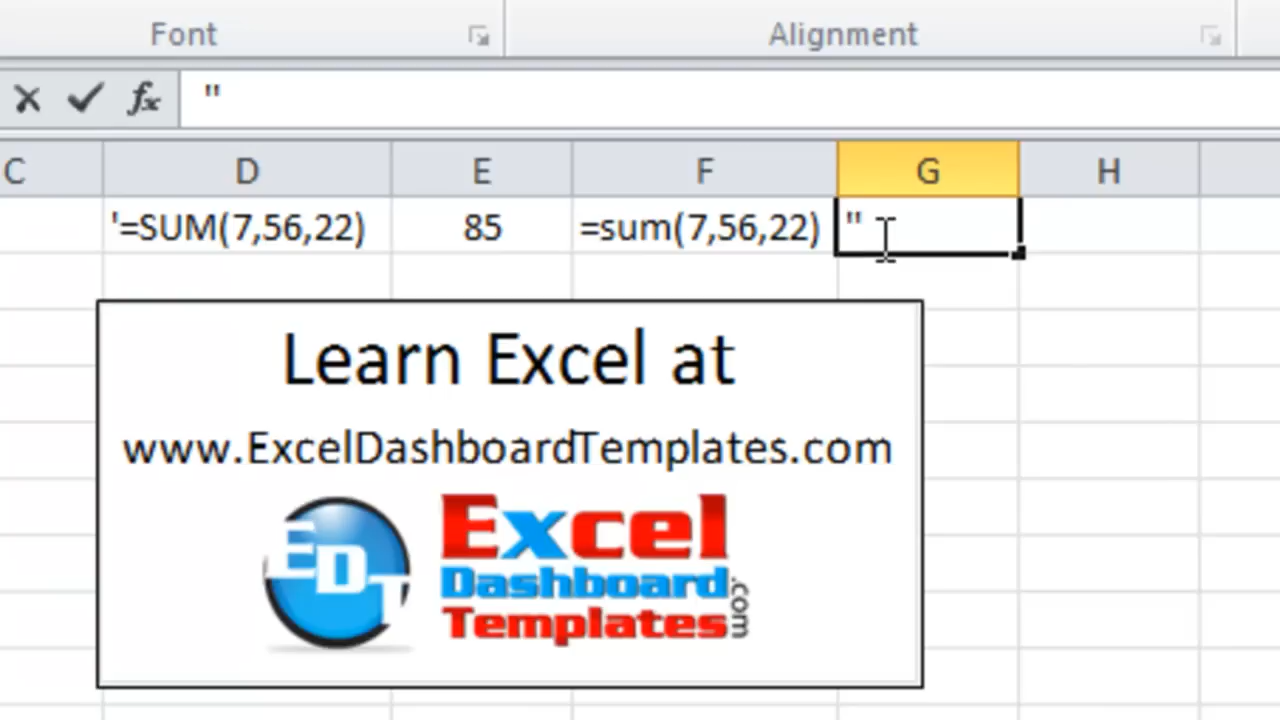 Font Alignment
fx "
C D E F G H
'=SUM(7,56,22) 85 =sum(7,56,22) "
Learn Excel at
www.ExcelDashboardTemplates.com
EDT
Excel
Dashboard
Templates.com